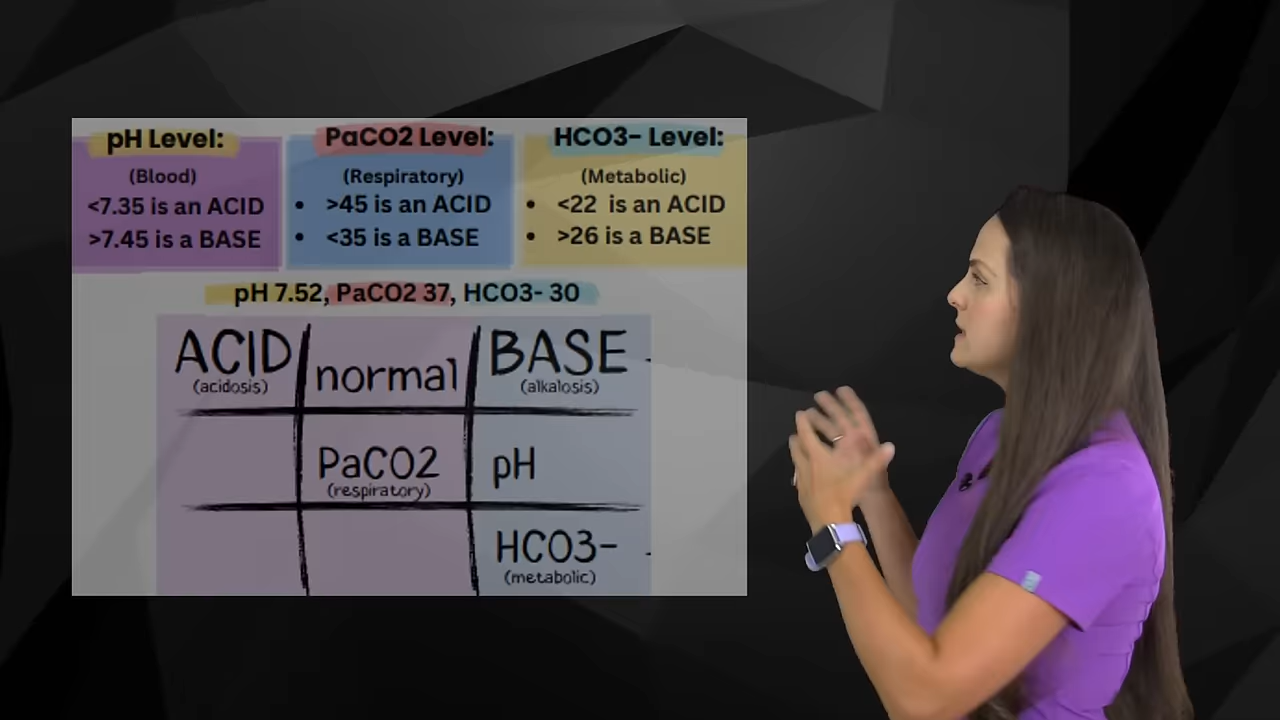 pH Level:
(Blood)
<7.35 is an ACID
>7.45 is a BASE
PaCO2 Level:
(Respiratory)
• >45 is an ACID
• <35 is a BASE
HCO3- Level:
(Metabolic)
• <22 is an ACID
• >26 is a BASE
pH 7.52, PaCO2 37, HCO3- 30
ACID
(acidosis)
normal
BASE
(alkalosis)
PaCO2
(respiratory)
pH
HCO3-
(metabolic)